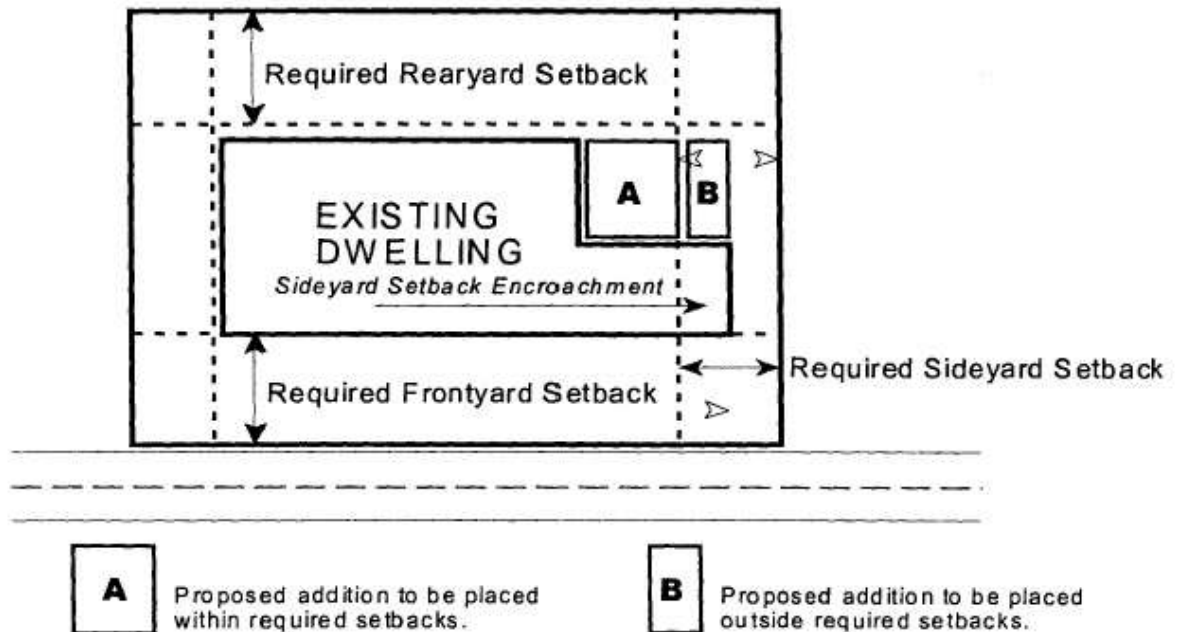 Required Rearyard Setback
A
B
EXISTING
DWELLING
Sideyard Setback Encroachment
Required Sideyard Setback
Required Frontyard Setback
A
Proposed addition to be placed
within required setbacks.
B
Proposed addition to be placed
outside required setbacks.